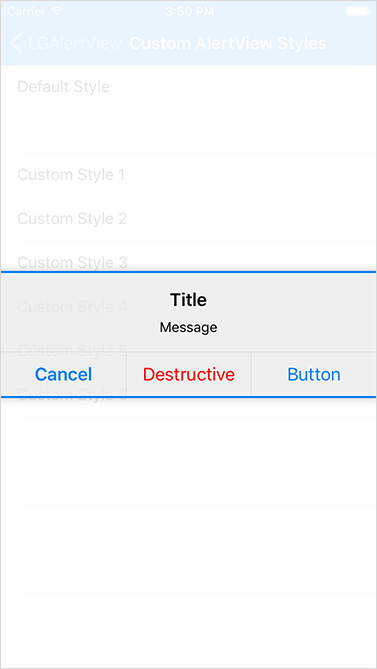 Carrier 3:50 PM
LGAlertView Custom AlertView Styles
Default Style
Custom Style 1
Custom Style 2
Custom Style 3
Title
Custom Style 4
Message
Custom Style 5
Cancel Destructive Button
Custom Style 6